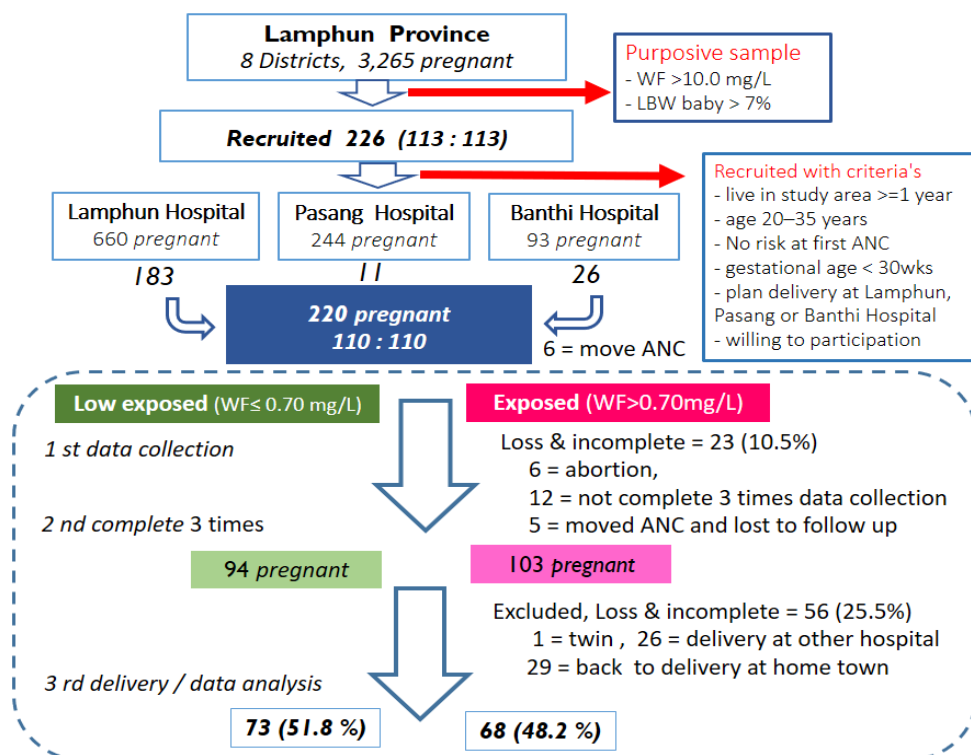 Lamphun Province
8 Districts, 3,265 pregnant
Purposive sample
- WF >10.0 mg/L
- LBW baby > 7%
Recruited 226 (113 : 113)
Recruited with criteria's
- live in study area >=1 year
- age 20–35 years
- No risk at first ANC
- gestational age < 30wks
- plan delivery at Lamphun,
Pasang or Banthi Hospital
- willing to participation
Lamphun Hospital
660 pregnant
Pasang Hospital
244 pregnant
Banthi Hospital
93 pregnant
183
11
26
220 pregnant
110 : 110
6 = move ANC
Low exposed (WF≤ 0.70 mg/L)
Exposed (WF>0.70mg/L)
1 st data collection
Loss & incomplete = 23 (10.5%)
6 = abortion,
12 = not complete 3 times data collection
5 = moved ANC and lost to follow up
2 nd complete 3 times
94 pregnant
103 pregnant
Excluded, Loss & incomplete = 56 (25.5%)
1 = twin , 26 = delivery at other hospital
29 = back to delivery at home town
3 rd delivery / data analysis
73 (51.8 %)
68 (48.2 %)